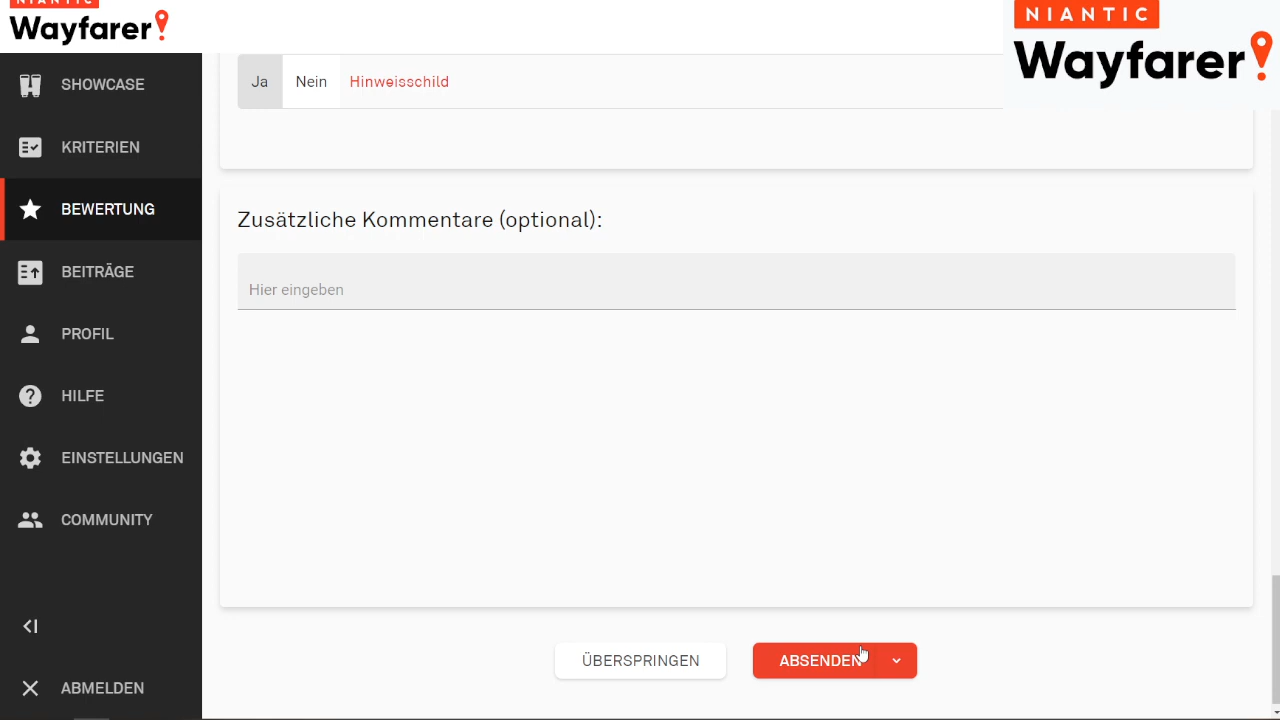 NIANTIC
Wayfarer
NIANTIC
Wayfarer
SHOWCASE
KRITERIEN
BEWERTUNG
BEITRÄGE
PROFIL
HILFE
EINSTELLUNGEN
COMMUNITY
ABMELDEN
Ja Nein Hinweisschild
Zusätzliche Kommentare (optional):
Hier eingeben
ÜBERSPRINGEN
ABSENDEN